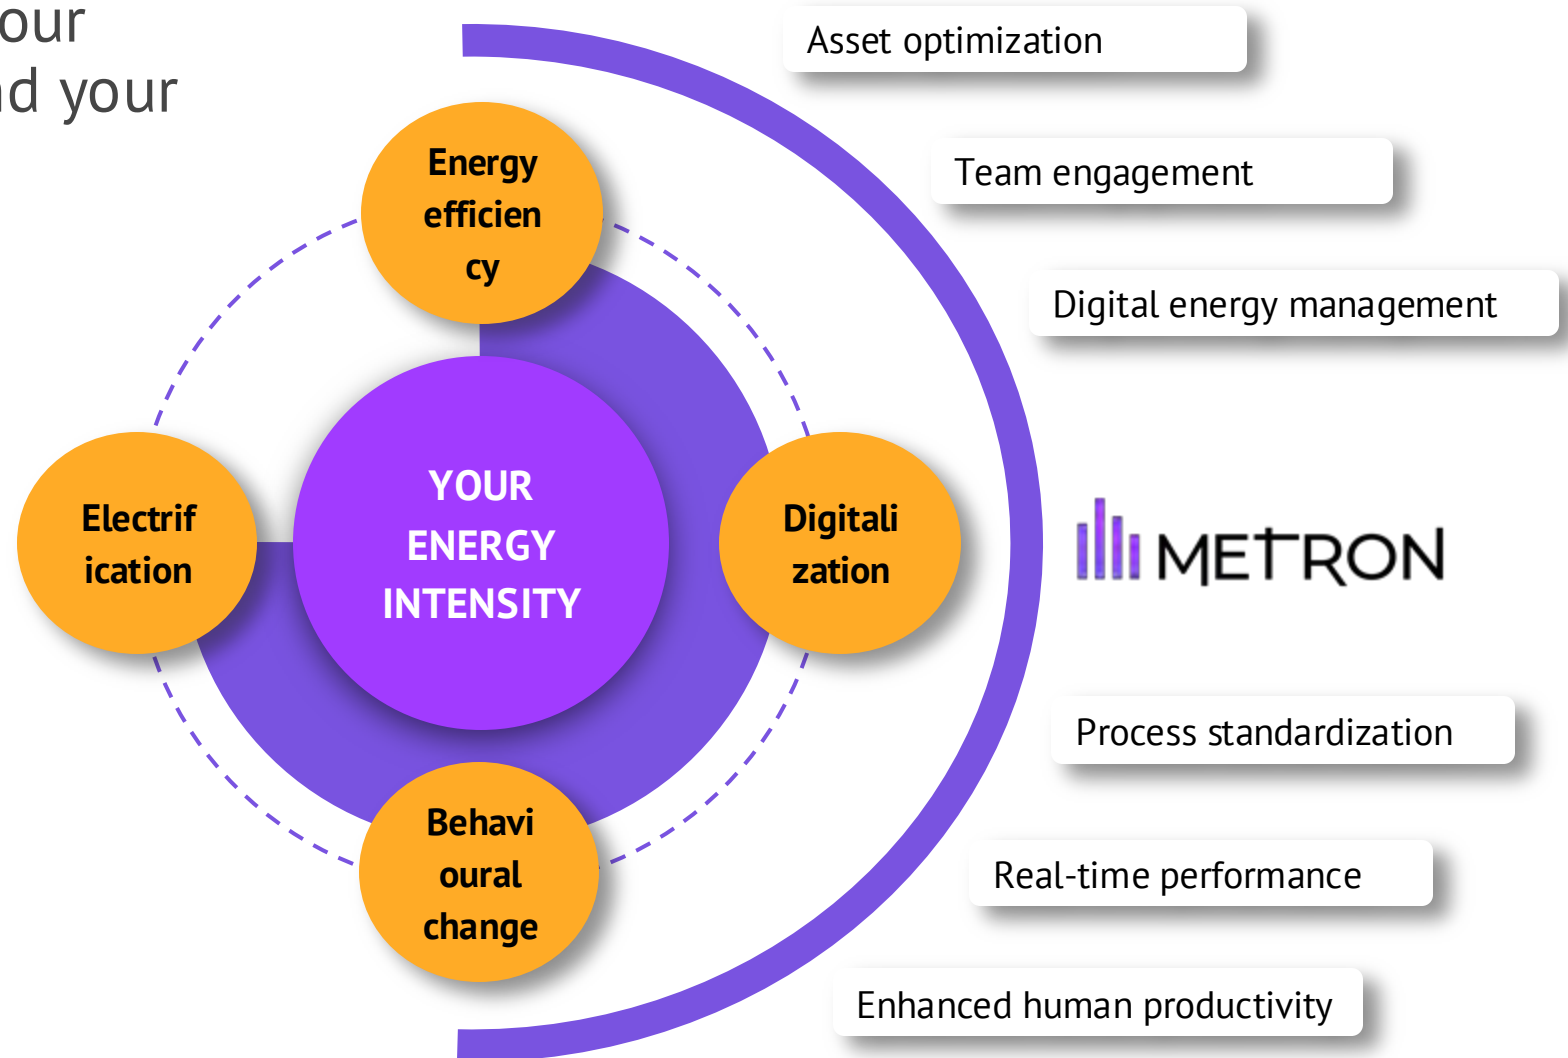 our
nd your
Asset optimization
Team engagement
Digital energy management
Energy
efficien
cy
Electrif
ication
YOUR
ENERGY
INTENSITY
Digitali
zation
METRON
Behavi
oural
change
Process standardization
Real-time performance
Enhanced human productivity